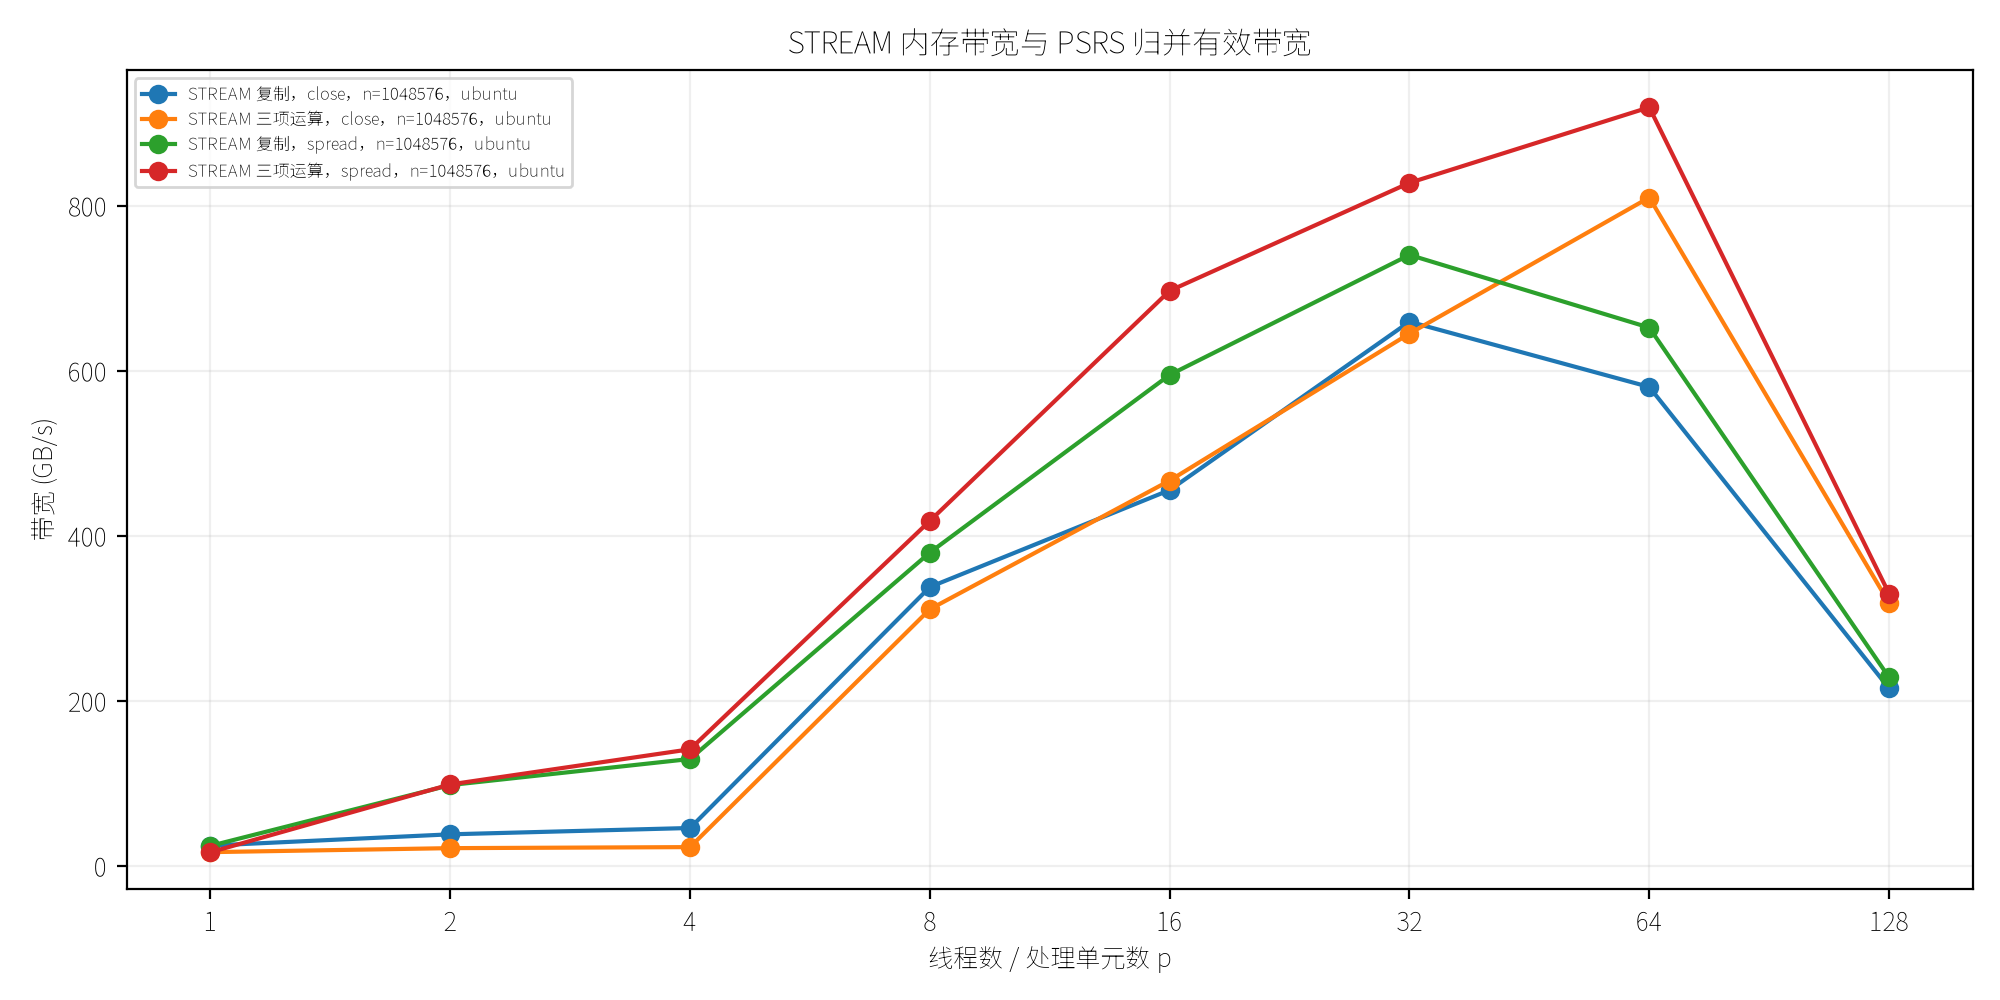 STREAM 内存带宽与 PSRS 归并有效带宽
STREAM 复制，close，n=1048576，ubuntu
STREAM 三项运算，close，n=1048576，ubuntu
STREAM 复制，spread，n=1048576，ubuntu
STREAM 三项运算，spread，n=1048576，ubuntu
带宽 (GB/s)
800
600
400
200
0
1 2 4 8 16 32 64 128
线程数 / 处理单元数 p